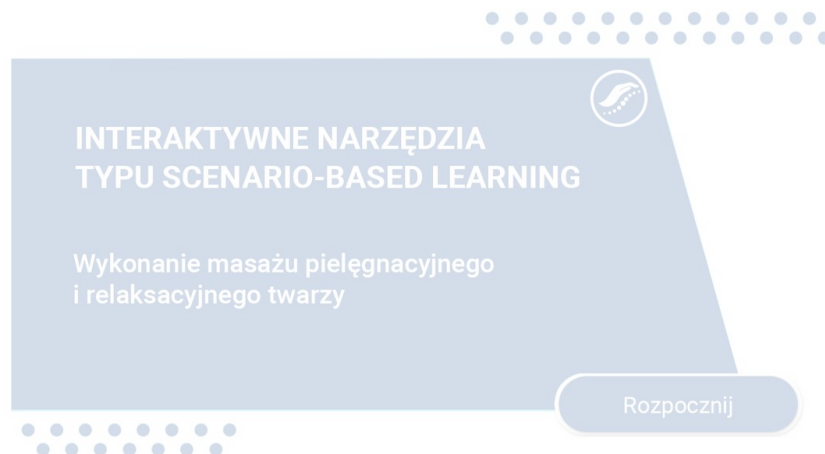 INTERAKTYWNE NARZĘDZIA
TYPU SCENARIO-BASED LEARNING
Wykonanie masażu pielęgnacyjnego
i relaksacyjnego twarzy
Rozpocznij